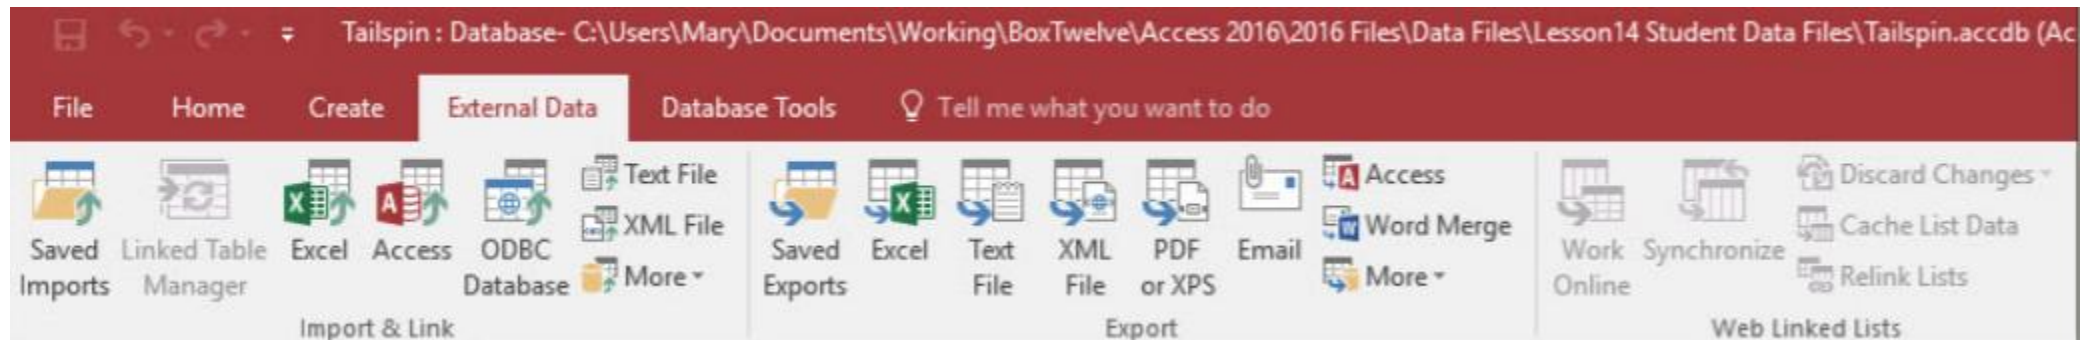 Tailspin : Database- C:\Users\Mary\Documents\Working\BoxTwelve\Access 2016\2016 Files\Data Files\Lesson14 Student Data Files\Tailspin.accdb (Ac
File Home Create External Data Database Tools Tell me what you want to do
Saved Imports
Linked Table Manager
Excel
Access
ODBC Database
Text File
XML File
More
Import & Link
Saved Exports
Excel
Text File
XML File
PDF or XPS
Email
Access
Word Merge
More
Export
Work Online
Synchronize
Discard Changes
Cache List Data
Relink Lists
Web Linked Lists